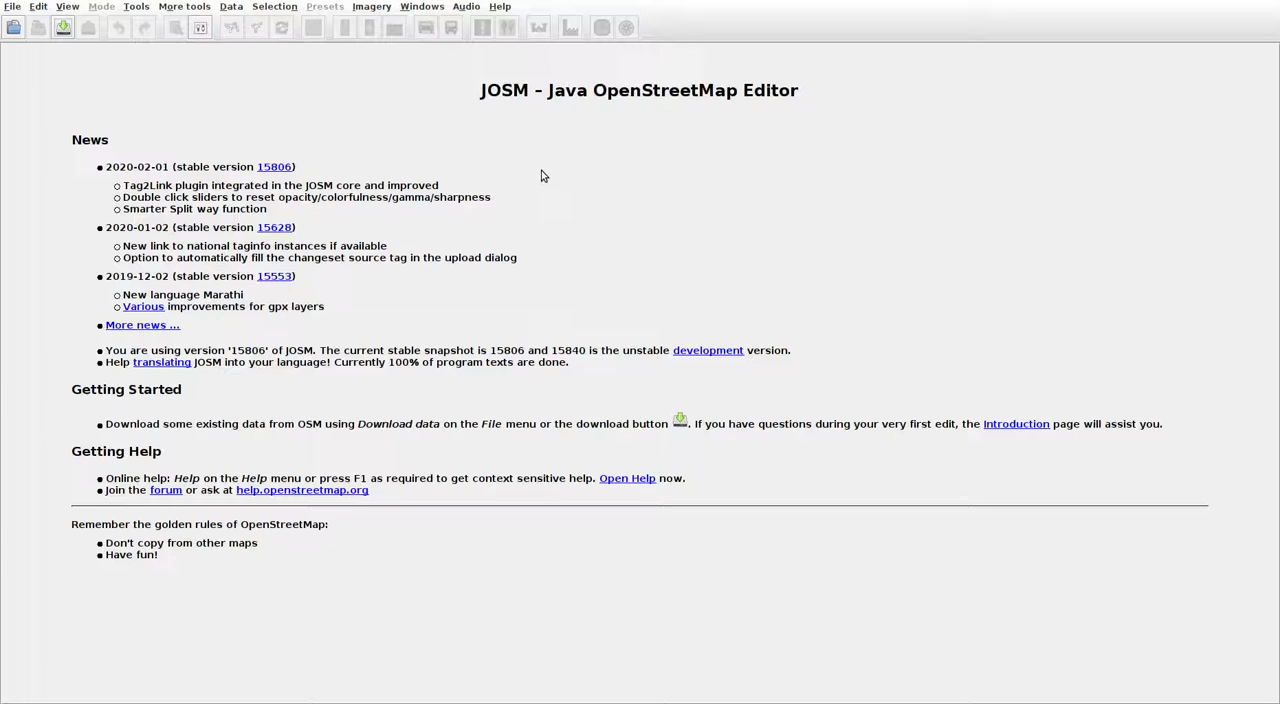 File Edit View Mode Tools More tools Data Selection Presets Imagery Windows Audio Help
JOSM – Java OpenStreetMap Editor
News
2020-02-01 (stable version 15806)
Tag2Link plugin integrated in the JOSM core and improved
Double click sliders to reset opacity/colorfulness/gamma/sharpness
Smarter Split way function
2020-01-02 (stable version 15628)
New link to national taginfo instances if available
Option to automatically fill the changeset source tag in the upload dialog
2019-12-02 (stable version 15553)
New language Marathi
Various improvements for gpx layers
More news ...
You are using version '15806' of JOSM. The current stable snapshot is 15806 and 15840 is the unstable development version.
Help translating JOSM into your language! Currently 100% of program texts are done.
Getting Started
Download some existing data from OSM using Download data on the File menu or the download button . If you have questions during your very first edit, the Introduction page will assist you.
Getting Help
Online help: Help on the Help menu or press F1 as required to get context sensitive help. Open Help now.
Join the forum or ask at help.openstreetmap.org
Remember the golden rules of OpenStreetMap:
Don't copy from other maps
Have fun!